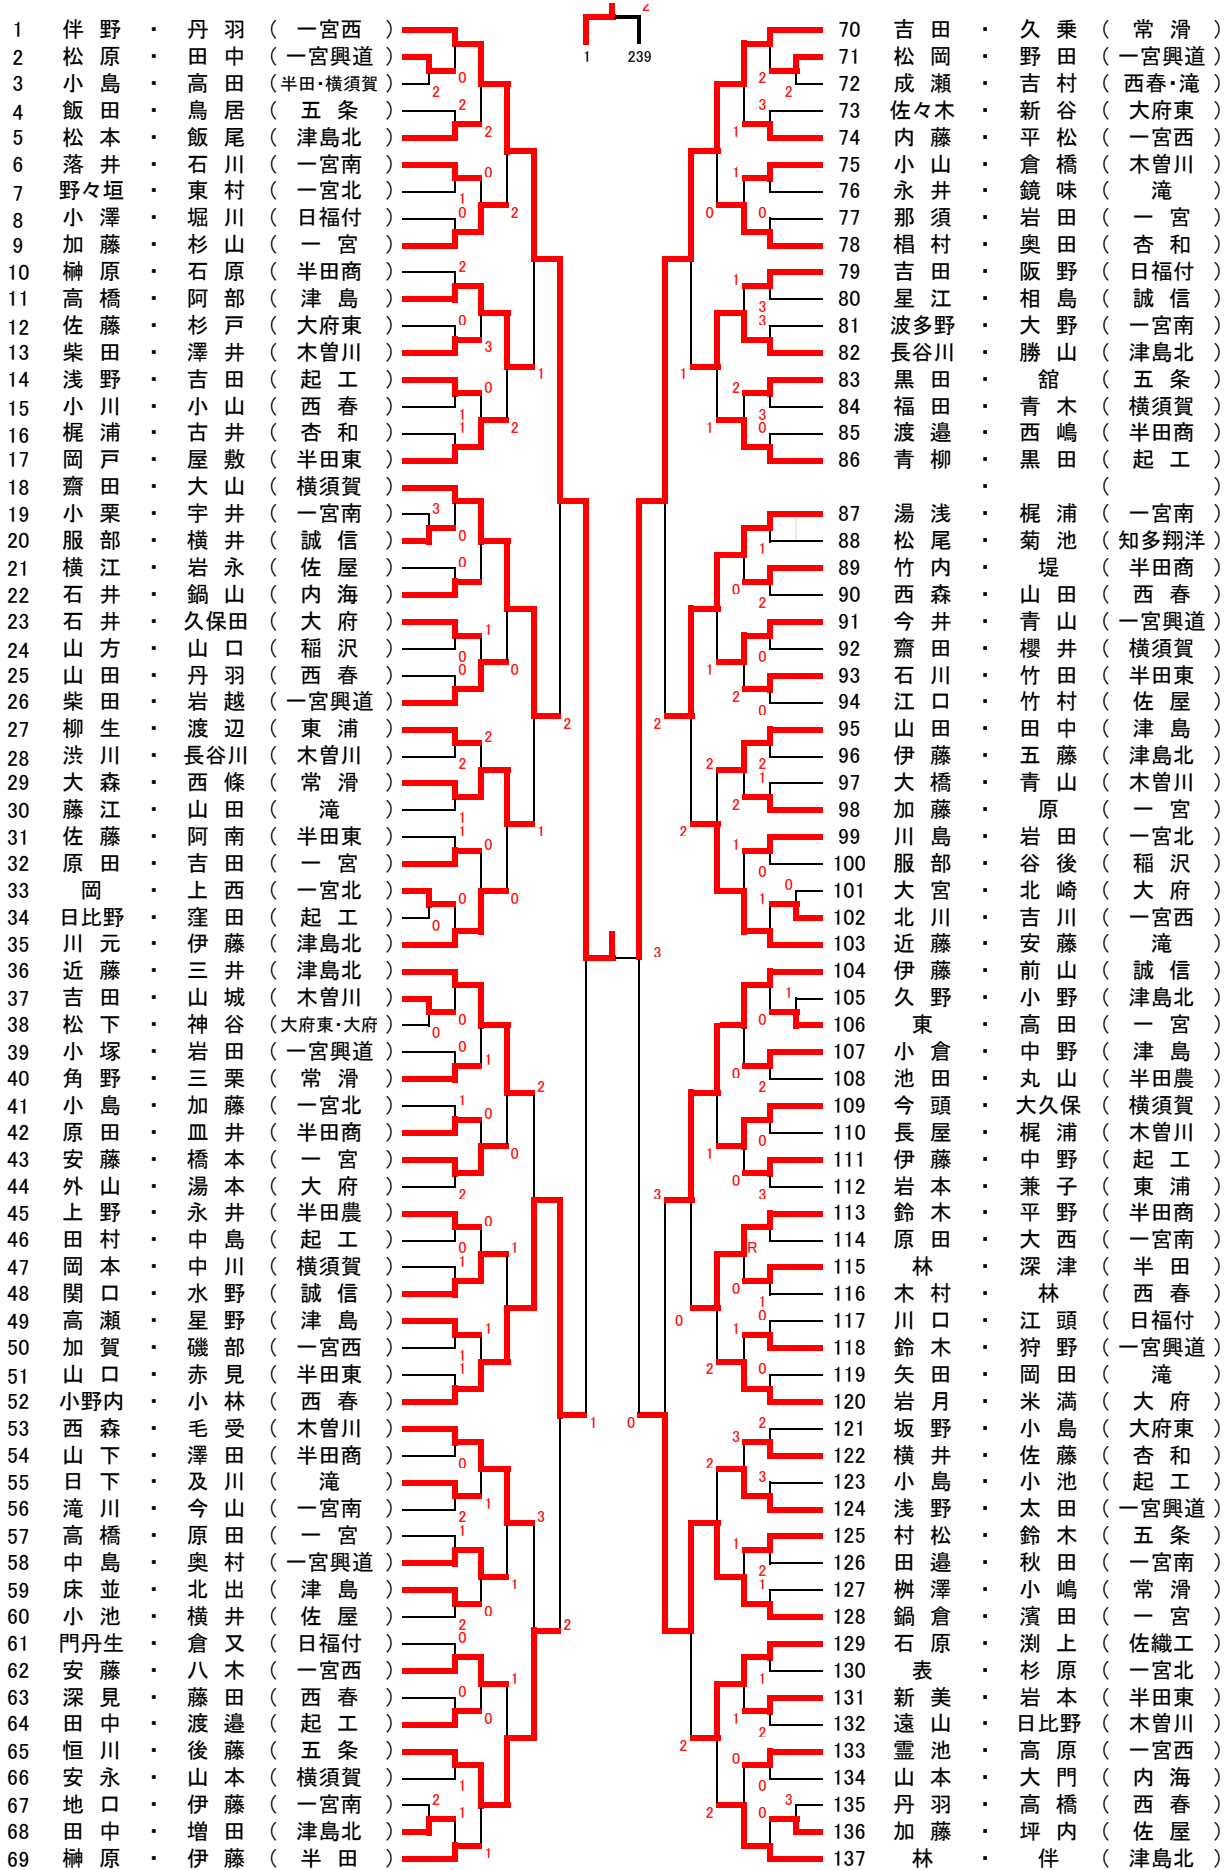 2
1 239
1 伴野 ・ 丹羽 ( 一宮西 )
2 松原 ・ 田中 ( 一宮興道 )
3 小島 ・ 高田 ( 半田・横須賀 )
4 飯田 ・ 鳥居 ( 五条 )
5 松本 ・ 飯尾 ( 津島北 )
6 落井 ・ 石川 ( 一宮南 )
7 野々垣 ・ 東村 ( 一宮北 )
8 小澤 ・ 堀川 ( 日福付 )
9 加藤 ・ 杉山 ( 一宮 )
10 榊原 ・ 石原 ( 半田商 )
11 高橋 ・ 阿部 ( 津島 )
12 佐藤 ・ 杉戸 ( 大府東 )
13 柴田 ・ 澤井 ( 木曽川 )
14 浅野 ・ 吉田 ( 起工 )
15 小川 ・ 小山 ( 西春 )
16 梶浦 ・ 古井 ( 杏和 )
17 岡戸 ・ 屋敷 ( 半田東 )
18 齋田 ・ 大山 ( 横須賀 )
19 小栗 ・ 宇井 ( 一宮南 )
20 服部 ・ 横井 ( 誠信 )
21 横江 ・ 岩永 ( 佐屋 )
22 石井 ・ 鍋山 ( 内海 )
23 石井 ・ 久保田 ( 大府 )
24 山方 ・ 山口 ( 稲沢 )
25 山田 ・ 丹羽 ( 西春 )
26 柴田 ・ 岩越 ( 一宮興道 )
27 柳生 ・ 渡辺 ( 東浦 )
28 渋川 ・ 長谷川 ( 木曽川 )
29 大森 ・ 西條 ( 常滑 )
30 藤江 ・ 山田 ( 滝 )
31 佐藤 ・ 阿南 ( 半田東 )
32 原田 ・ 吉田 ( 一宮 )
33 岡 ・ 上西 ( 一宮北 )
34 日比野 ・ 窪田 ( 起工 )
35 川元 ・ 伊藤 ( 津島北 )
36 近藤 ・ 三井 ( 津島北 )
37 吉田 ・ 山城 ( 木曽川 )
38 松下 ・ 神谷 ( 大府東・大府 )
39 小塚 ・ 岩田 ( 一宮興道 )
40 角野 ・ 三栗 ( 常滑 )
41 小島 ・ 加藤 ( 一宮北 )
42 原田 ・ 皿井 ( 半田商 )
43 安藤 ・ 橋本 ( 一宮 )
44 外山 ・ 湯本 ( 大府 )
45 上野 ・ 永井 ( 半田農 )
46 田村 ・ 中島 ( 起工 )
47 岡本 ・ 中川 ( 横須賀 )
48 関口 ・ 水野 ( 誠信 )
49 高瀬 ・ 星野 ( 津島 )
50 加賀 ・ 磯部 ( 一宮西 )
51 山口 ・ 赤見 ( 半田東 )
52 小野内 ・ 小林 ( 西春 )
53 西森 ・ 毛受 ( 木曽川 )
54 山下 ・ 澤田 ( 半田商 )
55 日下 ・ 及川 ( 滝 )
56 滝川 ・ 今山 ( 一宮南 )
57 高橋 ・ 原田 ( 一宮 )
58 中島 ・ 奥村 ( 一宮興道 )
59 床並 ・ 北出 ( 津島 )
60 小池 ・ 横井 ( 佐屋 )
61 門丹生 ・ 倉又 ( 日福付 )
62 安藤 ・ 八木 ( 一宮西 )
63 深見 ・ 藤田 ( 西春 )
64 田中 ・ 渡邉 ( 起工 )
65 恒川 ・ 後藤 ( 五条 )
66 安永 ・ 山本 ( 横須賀 )
67 地口 ・ 伊藤 ( 一宮南 )
68 田中 ・ 増田 ( 津島北 )
69 榊原 ・ 伊藤 ( 半田 )
70 吉田 ・ 久乗 ( 常滑 )
71 松岡 ・ 野田 ( 一宮興道 )
72 成瀬 ・ 吉村 ( 西春・滝 )
73 佐々木 ・ 新谷 ( 大府東 )
74 内藤 ・ 平松 ( 一宮西 )
75 小山 ・ 倉橋 ( 木曽川 )
76 永井 ・ 鏡味 ( 滝 )
77 那須 ・ 岩田 ( 一宮 )
78 椙村 ・ 奥田 ( 杏和 )
79 吉田 ・ 阪野 ( 日福付 )
80 星江 ・ 相島 ( 誠信 )
81 波多野 ・ 大野 ( 一宮南 )
82 長谷川 ・ 勝山 ( 津島北 )
83 黒田 ・ 舘 ( 五条 )
84 福田 ・ 青木 ( 横須賀 )
85 渡邉 ・ 西嶋 ( 半田商 )
86 青柳 ・ 黒田 ( 起工 )
・ ( )
87 湯浅 ・ 梶浦 ( 一宮南 )
88 松尾 ・ 菊池 ( 知多翔洋 )
89 竹内 ・ 堤 ( 半田商 )
90 西森 ・ 山田 ( 西春 )
91 今井 ・ 青山 ( 一宮興道 )
92 齋田 ・ 櫻井 ( 横須賀 )
93 石川 ・ 竹田 ( 半田東 )
94 江口 ・ 竹村 ( 佐屋 )
95 山田 ・ 田中 ( 津島 )
96 伊藤 ・ 五藤 ( 津島北 )
97 大橋 ・ 青山 ( 木曽川 )
98 加藤 ・ 原 ( 一宮 )
99 川島 ・ 岩田 ( 一宮北 )
100 服部 ・ 谷後 ( 稲沢 )
101 大宮 ・ 北崎 ( 大府 )
102 北川 ・ 吉川 ( 一宮西 )
103 近藤 ・ 安藤 ( 滝 )
104 伊藤 ・ 前山 ( 誠信 )
105 久野 ・ 小野 ( 津島北 )
106 東 ・ 高田 ( 一宮 )
107 小倉 ・ 中野 ( 津島 )
108 池田 ・ 丸山 ( 半田農 )
109 今頭 ・ 大久保 ( 横須賀 )
110 長屋 ・ 梶浦 ( 木曽川 )
111 伊藤 ・ 中野 ( 起工 )
112 岩本 ・ 兼子 ( 東浦 )
113 鈴木 ・ 平野 ( 半田商 )
114 原田 ・ 大西 ( 一宮南 )
115 林 ・ 深津 ( 半田 )
116 木村 ・ 林 ( 西春 )
117 川口 ・ 江頭 ( 日福付 )
118 鈴木 ・ 狩野 ( 一宮興道 )
119 矢田 ・ 岡田 ( 滝 )
120 岩月 ・ 米満 ( 大府 )
121 坂野 ・ 小島 ( 大府東 )
122 横井 ・ 佐藤 ( 杏和 )
123 小島 ・ 小池 ( 起工 )
124 浅野 ・ 太田 ( 一宮興道 )
125 村松 ・ 鈴木 ( 五条 )
126 田邉 ・ 秋田 ( 一宮南 )
127 桝澤 ・ 小嶋 ( 常滑 )
128 鍋倉 ・ 濱田 ( 一宮 )
129 石原 ・ 渕上 ( 佐織工 )
130 表 ・ 杉原 ( 一宮北 )
131 新美 ・ 岩本 ( 半田東 )
132 遠山 ・ 日比野 ( 木曽川 )
133 霊池 ・ 高原 ( 一宮西 )
134 山本 ・ 大門 ( 内海 )
135 丹羽 ・ 高橋 ( 西春 )
136 加藤 ・ 坪内 ( 佐屋 )
137 林 ・ 伴 ( 津島北 )